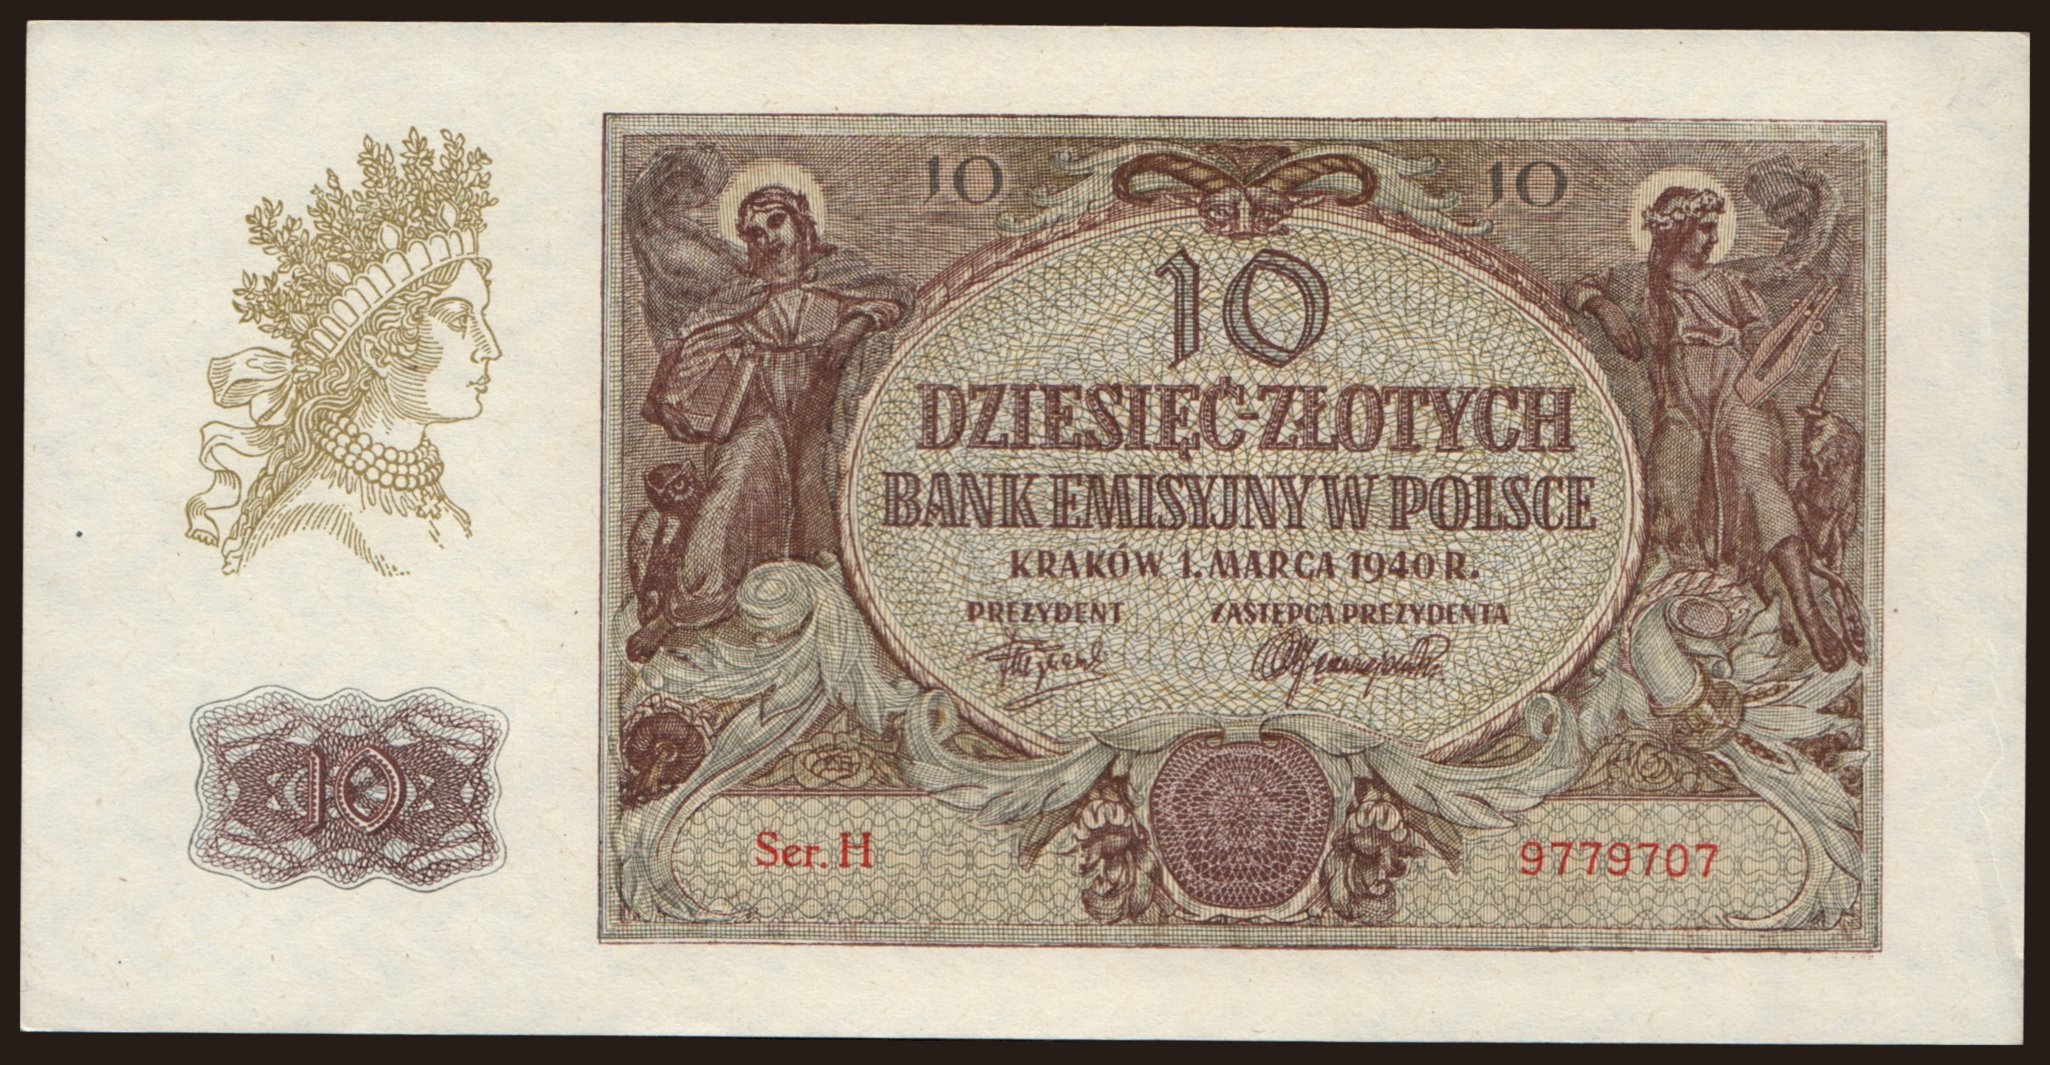 10 10
10
DZIESIĘĆ-ZŁOTYCH
BANK EMISYJNY W POLSCE
KRAKÓW 1. MARCA 1940 R.
PREZYDENT ZASTĘPCA PREZYDENTA
10
Ser. H 9779707